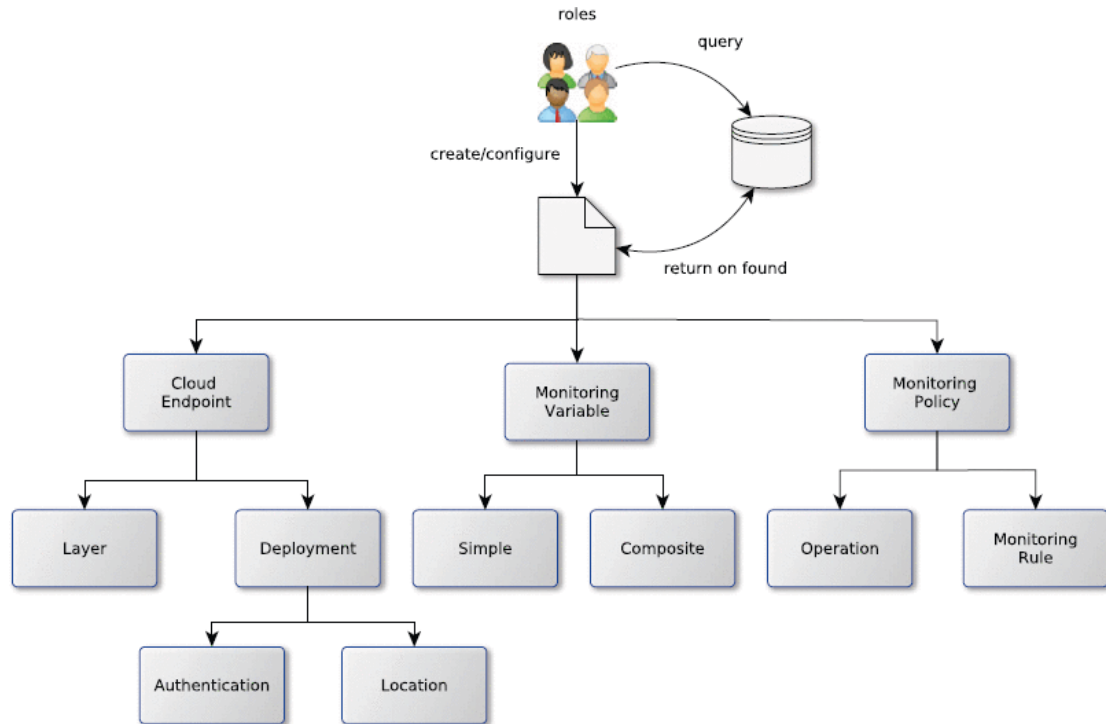 roles
query
create/configure
return on found
Cloud
Endpoint
Monitoring
Variable
Monitoring
Policy
Layer
Deployment
Simple
Composite
Operation
Monitoring
Rule
Authentication
Location